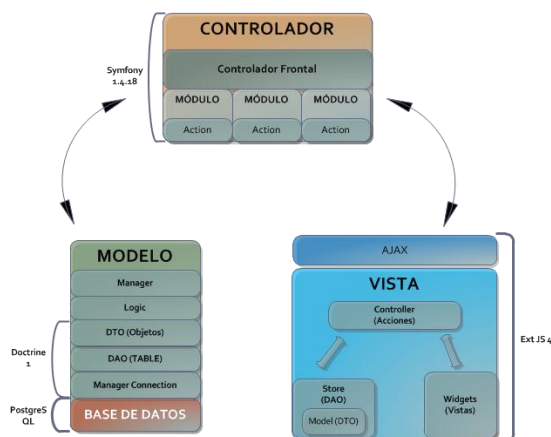 CONTROLADOR
Symfony
1.4.18
Controlador Frontal
MÓDULO MÓDULO MÓDULO
Action Action Action
MODELO
Manager
Logic
DTO (Objetos)
Doctrine
1
DAO (TABLE)
Manager Connection
PostgreS
QL
BASE DE DATOS
AJAX
VISTA
Controller
(Acciones)
Ext JS 4
Store
(DAO)
Model (DTO)
Widgets
(Vistas)